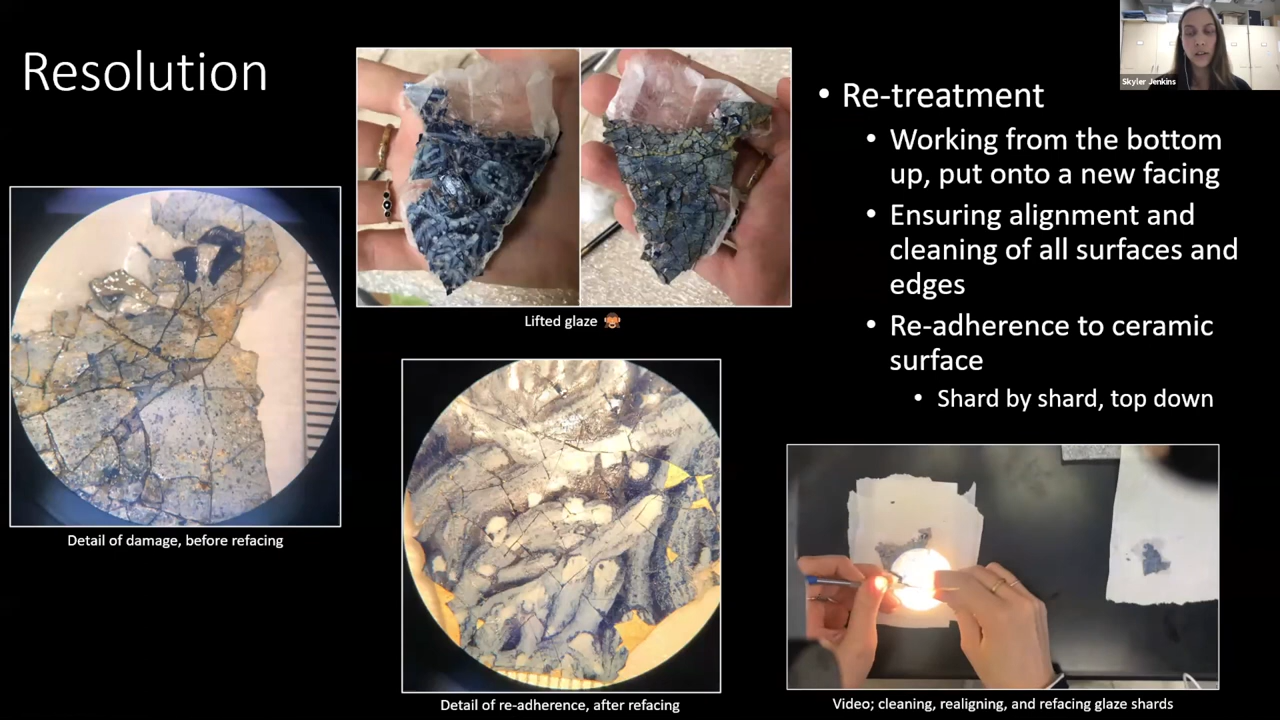 Resolution
Skyler Jenkins
• Re-treatment
• Working from the bottom
up, put onto a new facing
• Ensuring alignment and
cleaning of all surfaces and
edges
• Re-adherence to ceramic
surface
• Shard by shard, top down
Lifted glaze 🙊
Detail of damage, before refacing
Detail of re-adherence, after refacing
Video; cleaning, realigning, and refacing glaze shards